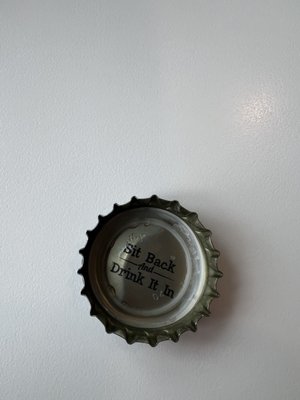 Sit Back
And
Drink It In